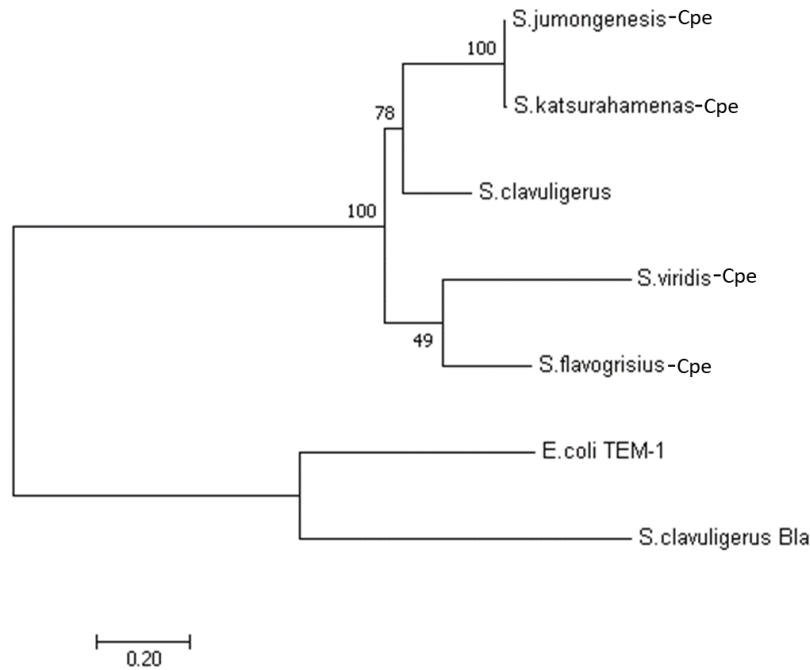 S.jumongenesis-Cpe
100
S.katsurahamenas-Cpe
78
S.clavuligerus
100
S.viridis-Cpe
49
S.flavogrisius-Cpe
E.coli TEM-1
S.clavuligerus Bla
0.20